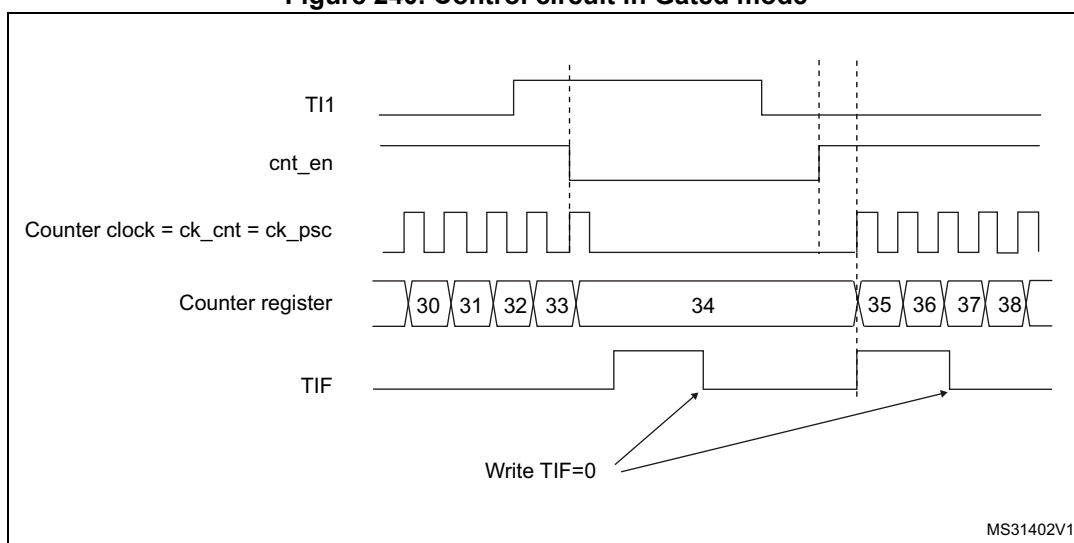 Figure Control circuit in Gated mode
TI1
cnt_en
Counter clock = ck_cnt = ck_psc
Counter register 30 31 32 33 34 35 36 37 38
TIF
Write TIF=0
MS31402V1